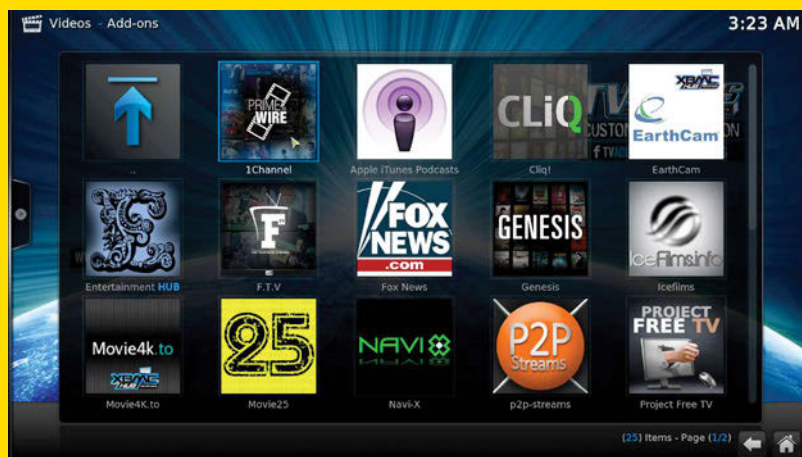 Videos - Add-ons
3:23 AM
PRIME WIRE
CLiQ
XBMC
HUB
EarthCam
..
1Channel
Apple iTunes Podcasts
Cliq!
EarthCam
F
FOX
NEWS
.com
GENESIS
IceFilms.info
Entertainment HUB
F.T.V
Fox News
Genesis
Icefilms
Movie4k.to
XBMC
HUB
25
NAVI
P2P
Streams
PROJECT
FREE TV
Movie4K.to
Movie25
Navi-X
p2p-streams
Project Free TV
(25) Items - Page (1/2)